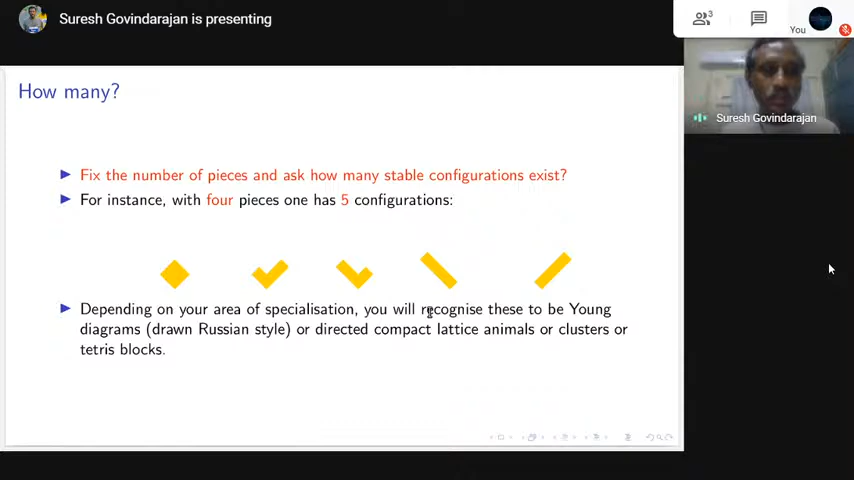 Suresh Govindarajan is presenting
3
You
How many?
Suresh Govindarajan
Fix the number of pieces and ask how many stable configurations exist?
For instance, with four pieces one has 5 configurations:
Depending on your area of specialisation, you will recognise these to be Young
diagrams (drawn Russian style) or directed compact lattice animals or clusters or
tetris blocks.